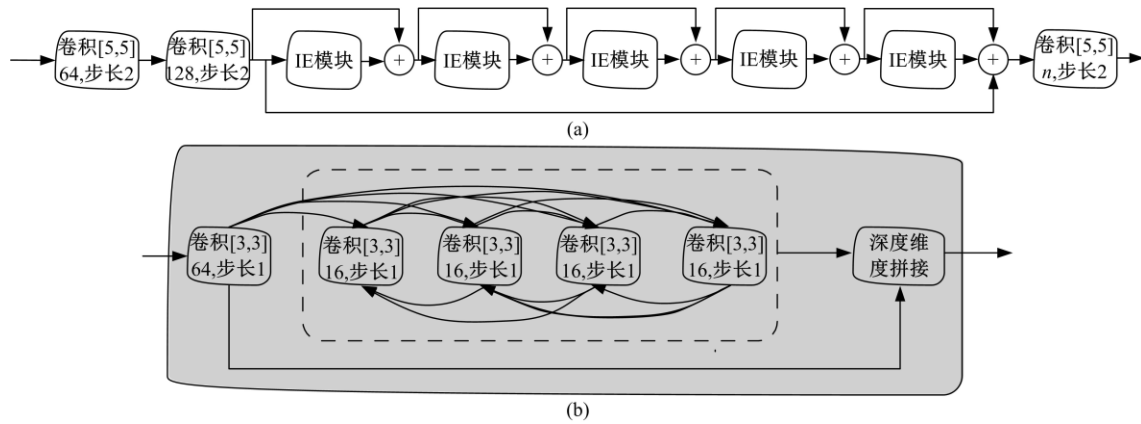 卷积[5,5]
64,步长2
卷积[5,5]
128,步长2
IE模块
+
IE模块
+
IE模块
+
IE模块
+
IE模块
+
卷积[5,5]
n,步长2
(a)
卷积[3,3]
64,步长1
卷积[3,3]
16,步长1
卷积[3,3]
16,步长1
卷积[3,3]
16,步长1
卷积[3,3]
16,步长1
深度维
度拼接
(b)